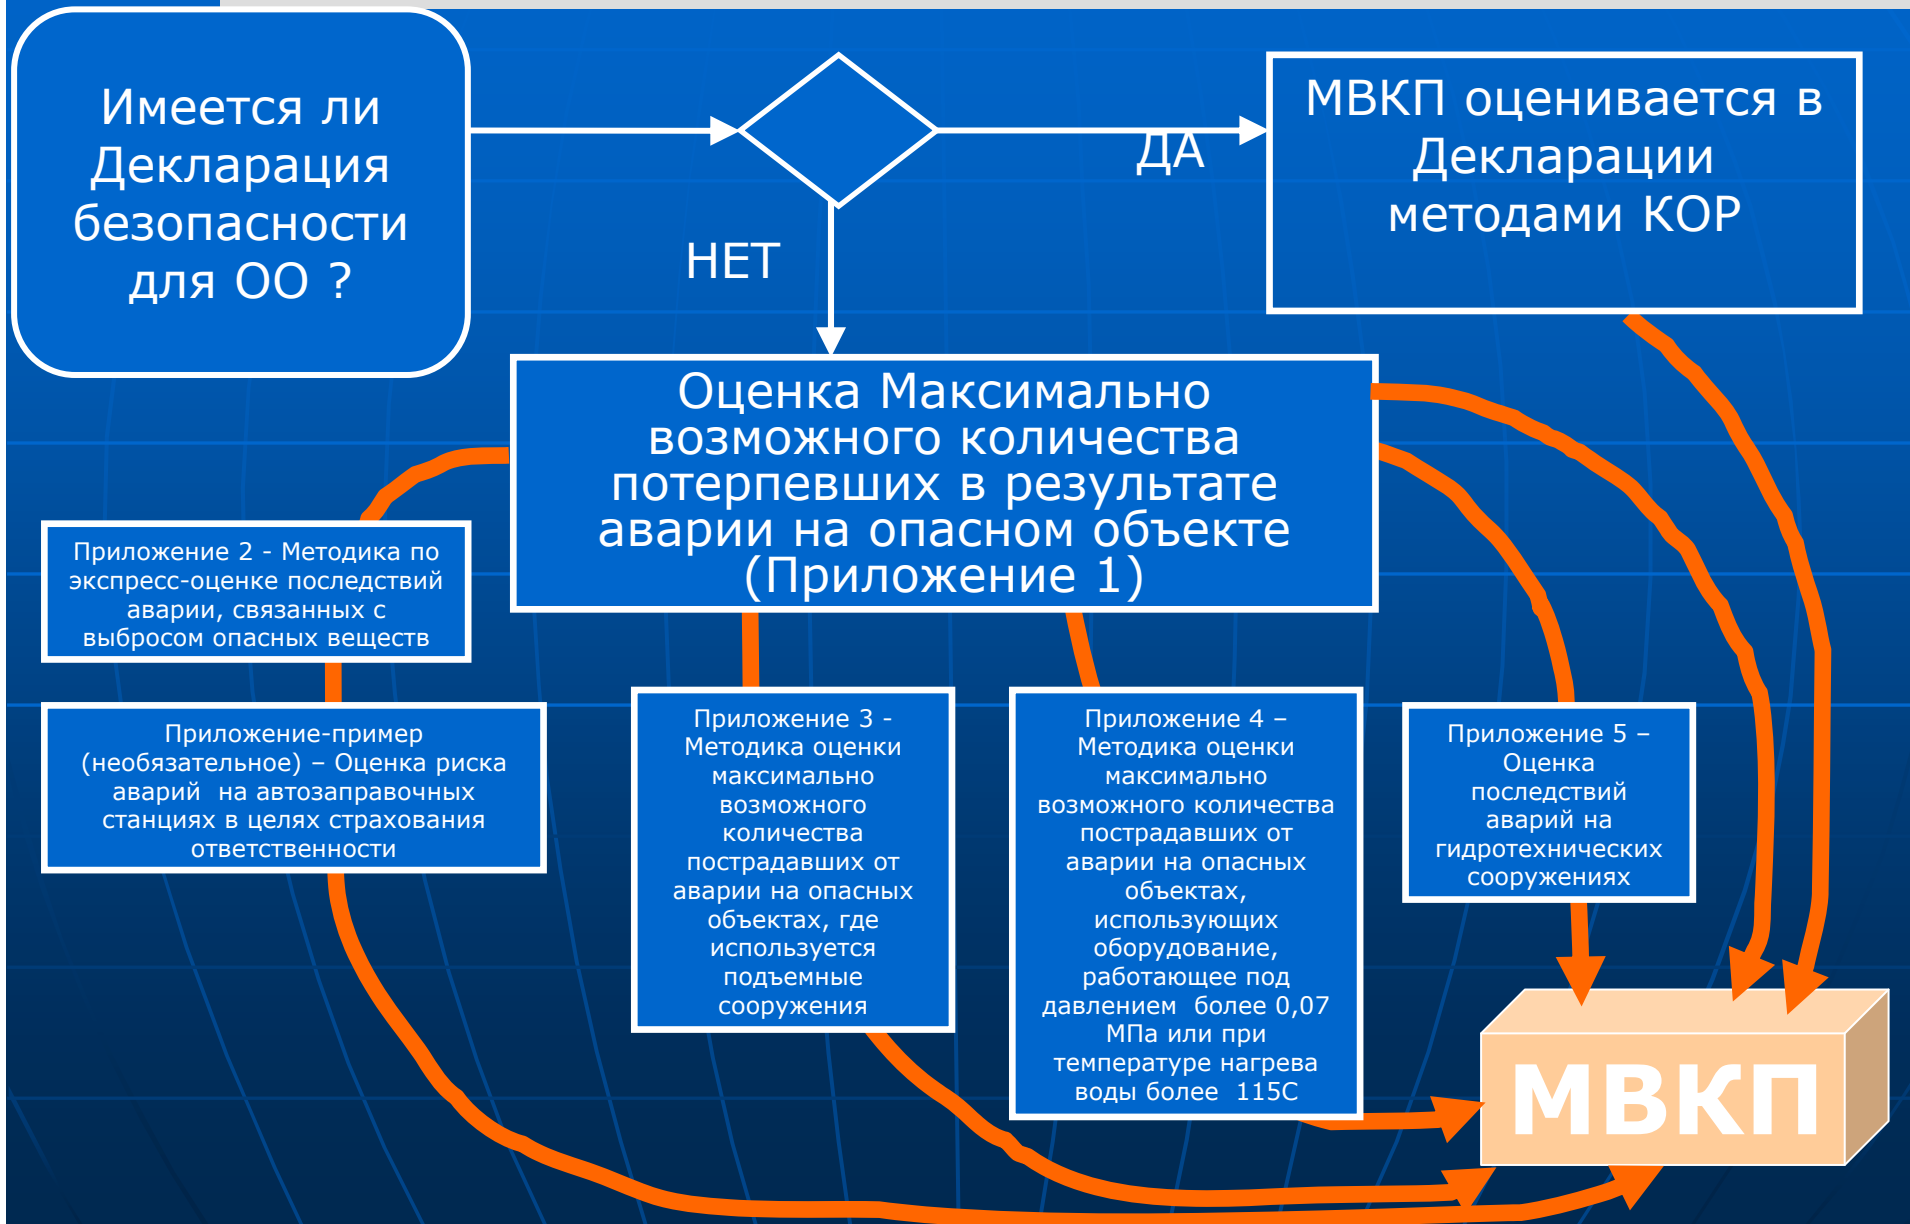 Имеется ли
Декларация
безопасности
для ОО ?
ДА
МВКП оценивается в
Декларации
методами КОР
НЕТ
Оценка Максимально
возможного количества
потерпевших в результате
аварии на опасном объекте
(Приложение 1)
Приложение 2 - Методика по
экспресс-оценке последствий
аварии, связанных с
выбросом опасных веществ
Приложение-пример
(необязательное) – Оценка риска
аварий  на автозаправочных
станциях в целях страхования
ответственности
Приложение 3 -
Методика оценки
максимально
возможного
количества
пострадавших от
аварии на опасных
объектах, где
используется
подъемные
сооружения
Приложение 4 –
Методика оценки
максимально
возможного количества
пострадавших от
аварии на опасных
объектах,
использующих
оборудование,
работающее под
давлением  более 0,07
МПа или при
температуре нагрева
воды более  115С
Приложение 5 –
Оценка
последствий
аварий на
гидротехнических
сооружениях
МВКП